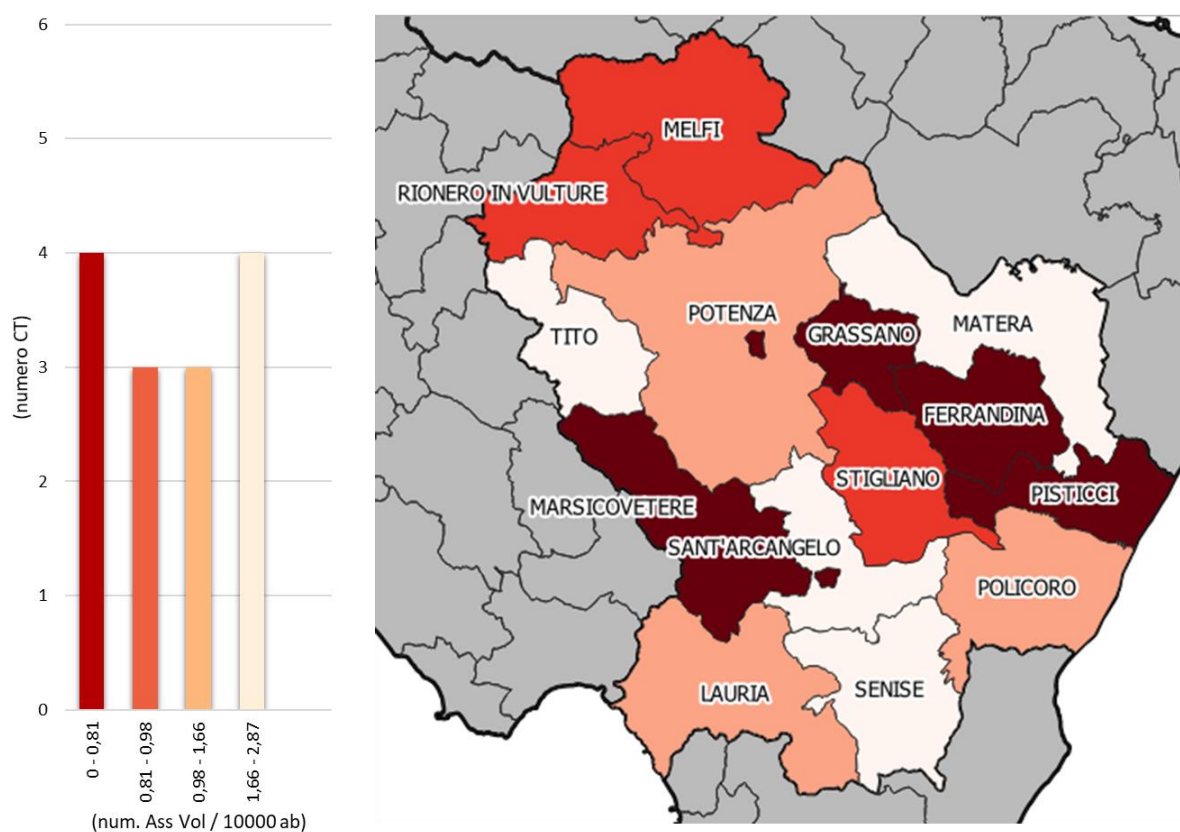 6
5
4
3
2
1
0
(numero CT)
0 - 0,81
0,81 - 0,98
0,98 - 1,66
1,66 - 2,87
(num. Ass Vol / 10000 ab)
MELFI
RIONERO IN VULTURE
POTENZA
TITO
GRASSANO
MATERA
FERRANDINA
STIGLIANO
PISTICCI
MARSICOVETERE
SANT'ARCANGELO
POLICORO
LAURIA
SENISE